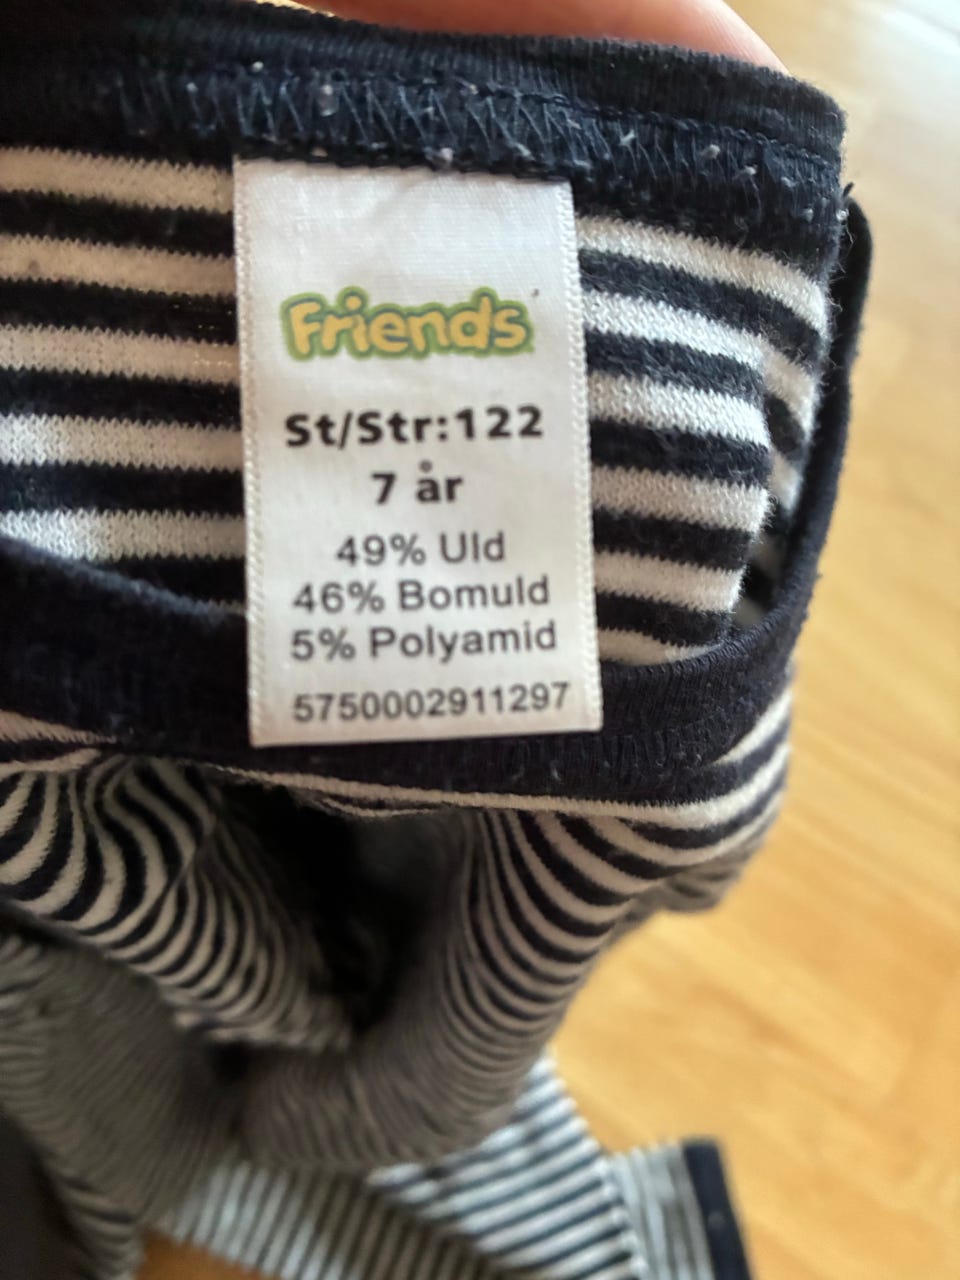 Friends
St/Str:122
7 år
49% Uld
46% Bomuld
5% Polyamid
5750002911297